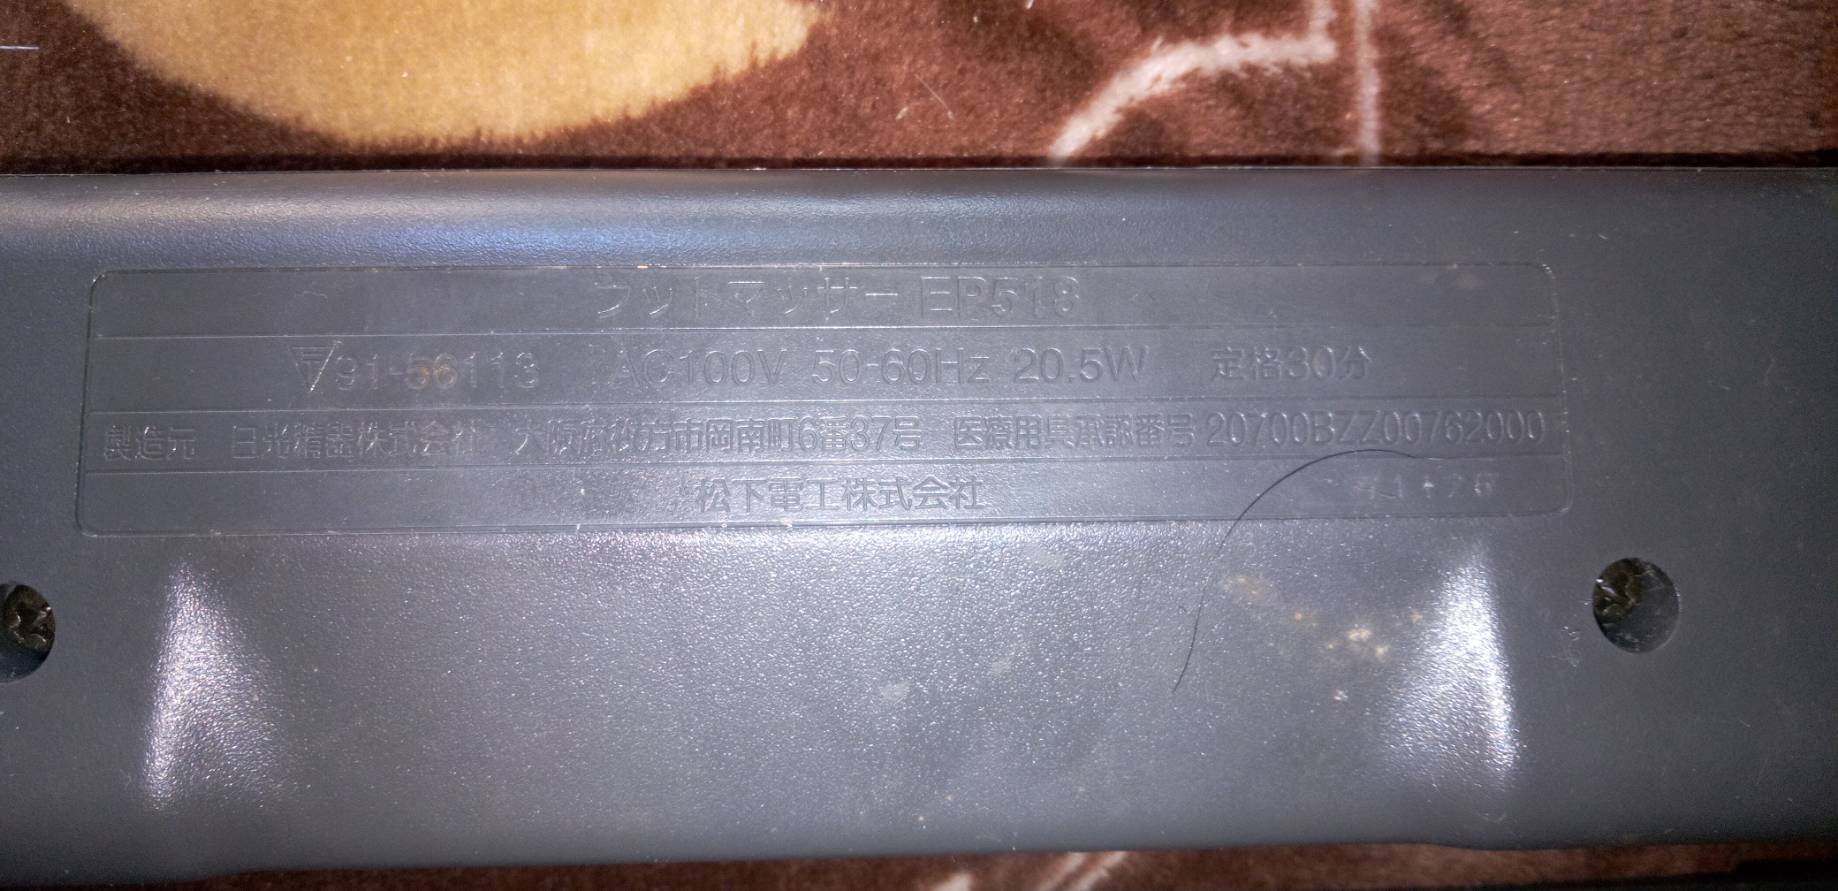 フットマッサー EP518
〒91-56113 AC100V 50-60Hz 20.5W 定格30分
製造元 日光精器株式会社 大阪府枚方市岡南町6番37号 医療用具承認番号 20700BZZ00762000
松下電工株式会社